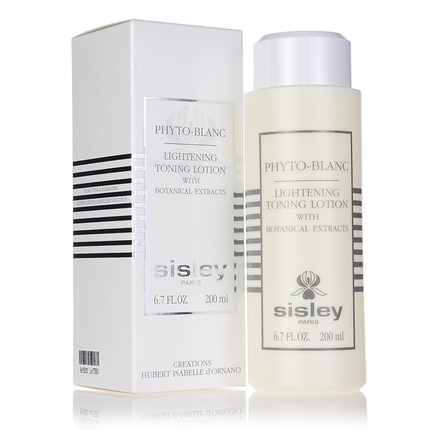 PHYTO-BLANC
LIGHTENING
TONING LOTION
WITH
BOTANICAL EXTRACTS
sisley
PARIS
6.7 FL.OZ. 200 ml
CREATIONS
HUBERT ISABELLE d'ORNANO
PHYTO-BLANC
LIGHTENING
TONING LOTION
WITH
BOTANICAL EXTRACTS
sisley
PARIS
6.7 FL.OZ. 200 ml